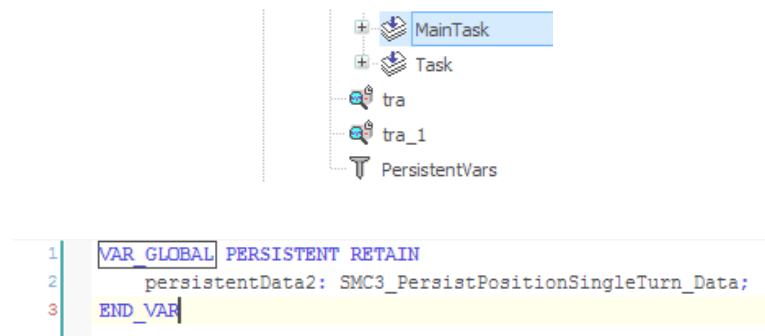 MainTask
Task
tra
tra_1
PersistentVars
1 VAR_GLOBAL PERSISTENT RETAIN
2 persistentData2: SMC3_PersistPositionSingleTurn_Data;
3 END_VAR